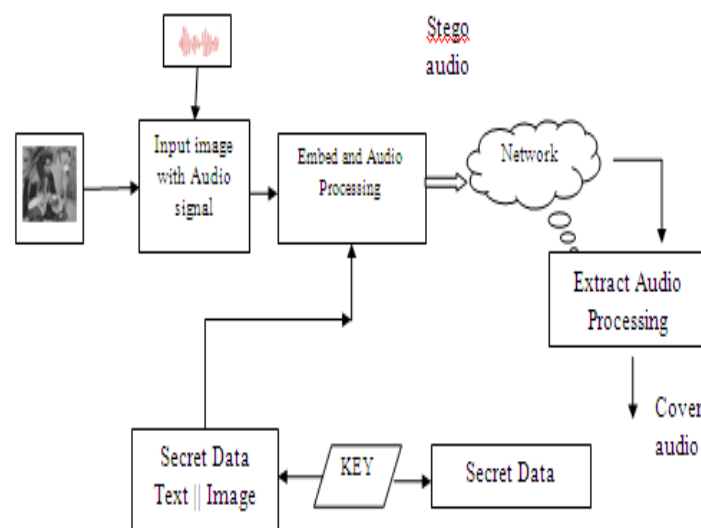 Stego
audio
Input image
with Audio
signal
Embed and Audio
Processing
Network
Extract Audio
Processing
Cover
audio
Secret Data
Text || Image
KEY
Secret Data